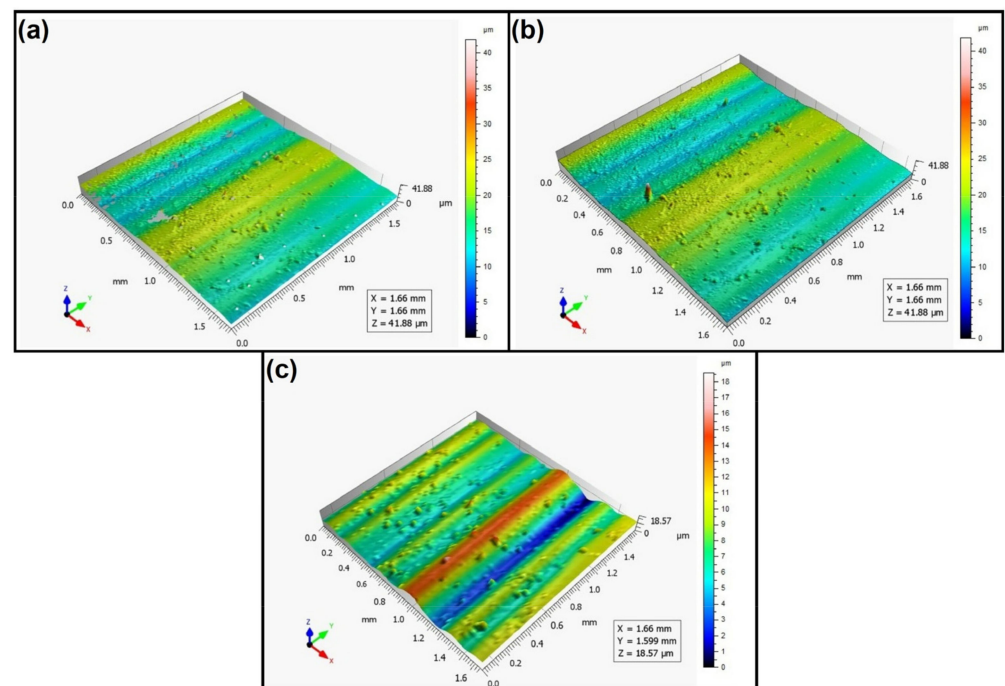 (a)
µm
40
35
30
25
20
15
10
5
0
41.88
0
µm
0.0
0.5
1.0
1.5
mm
0.0
0.5
1.0
1.5
mm
Z
Y
X
X = 1.66 mm
Y = 1.66 mm
Z = 41.88 µm
(b)
µm
40
35
30
25
20
15
10
5
0
41.88
0
µm
0.0
0.2
0.4
0.6
0.8
1.0
1.2
1.4
1.6
mm
0.0
0.2
0.4
0.6
0.8
1.0
1.2
1.4
1.6
mm
Z
Y
X
X = 1.66 mm
Y = 1.66 mm
Z = 41.88 µm
(c)
µm
18
17
16
15
14
13
12
11
10
9
8
7
6
5
4
3
2
1
0
18.57
0
µm
0.0
0.2
0.4
0.6
0.8
1.0
1.2
1.4
1.6
mm
0.0
0.2
0.4
0.6
0.8
1.0
1.2
1.4
mm
Z
Y
X
X = 1.66 mm
Y = 1.599 mm
Z = 18.57 µm